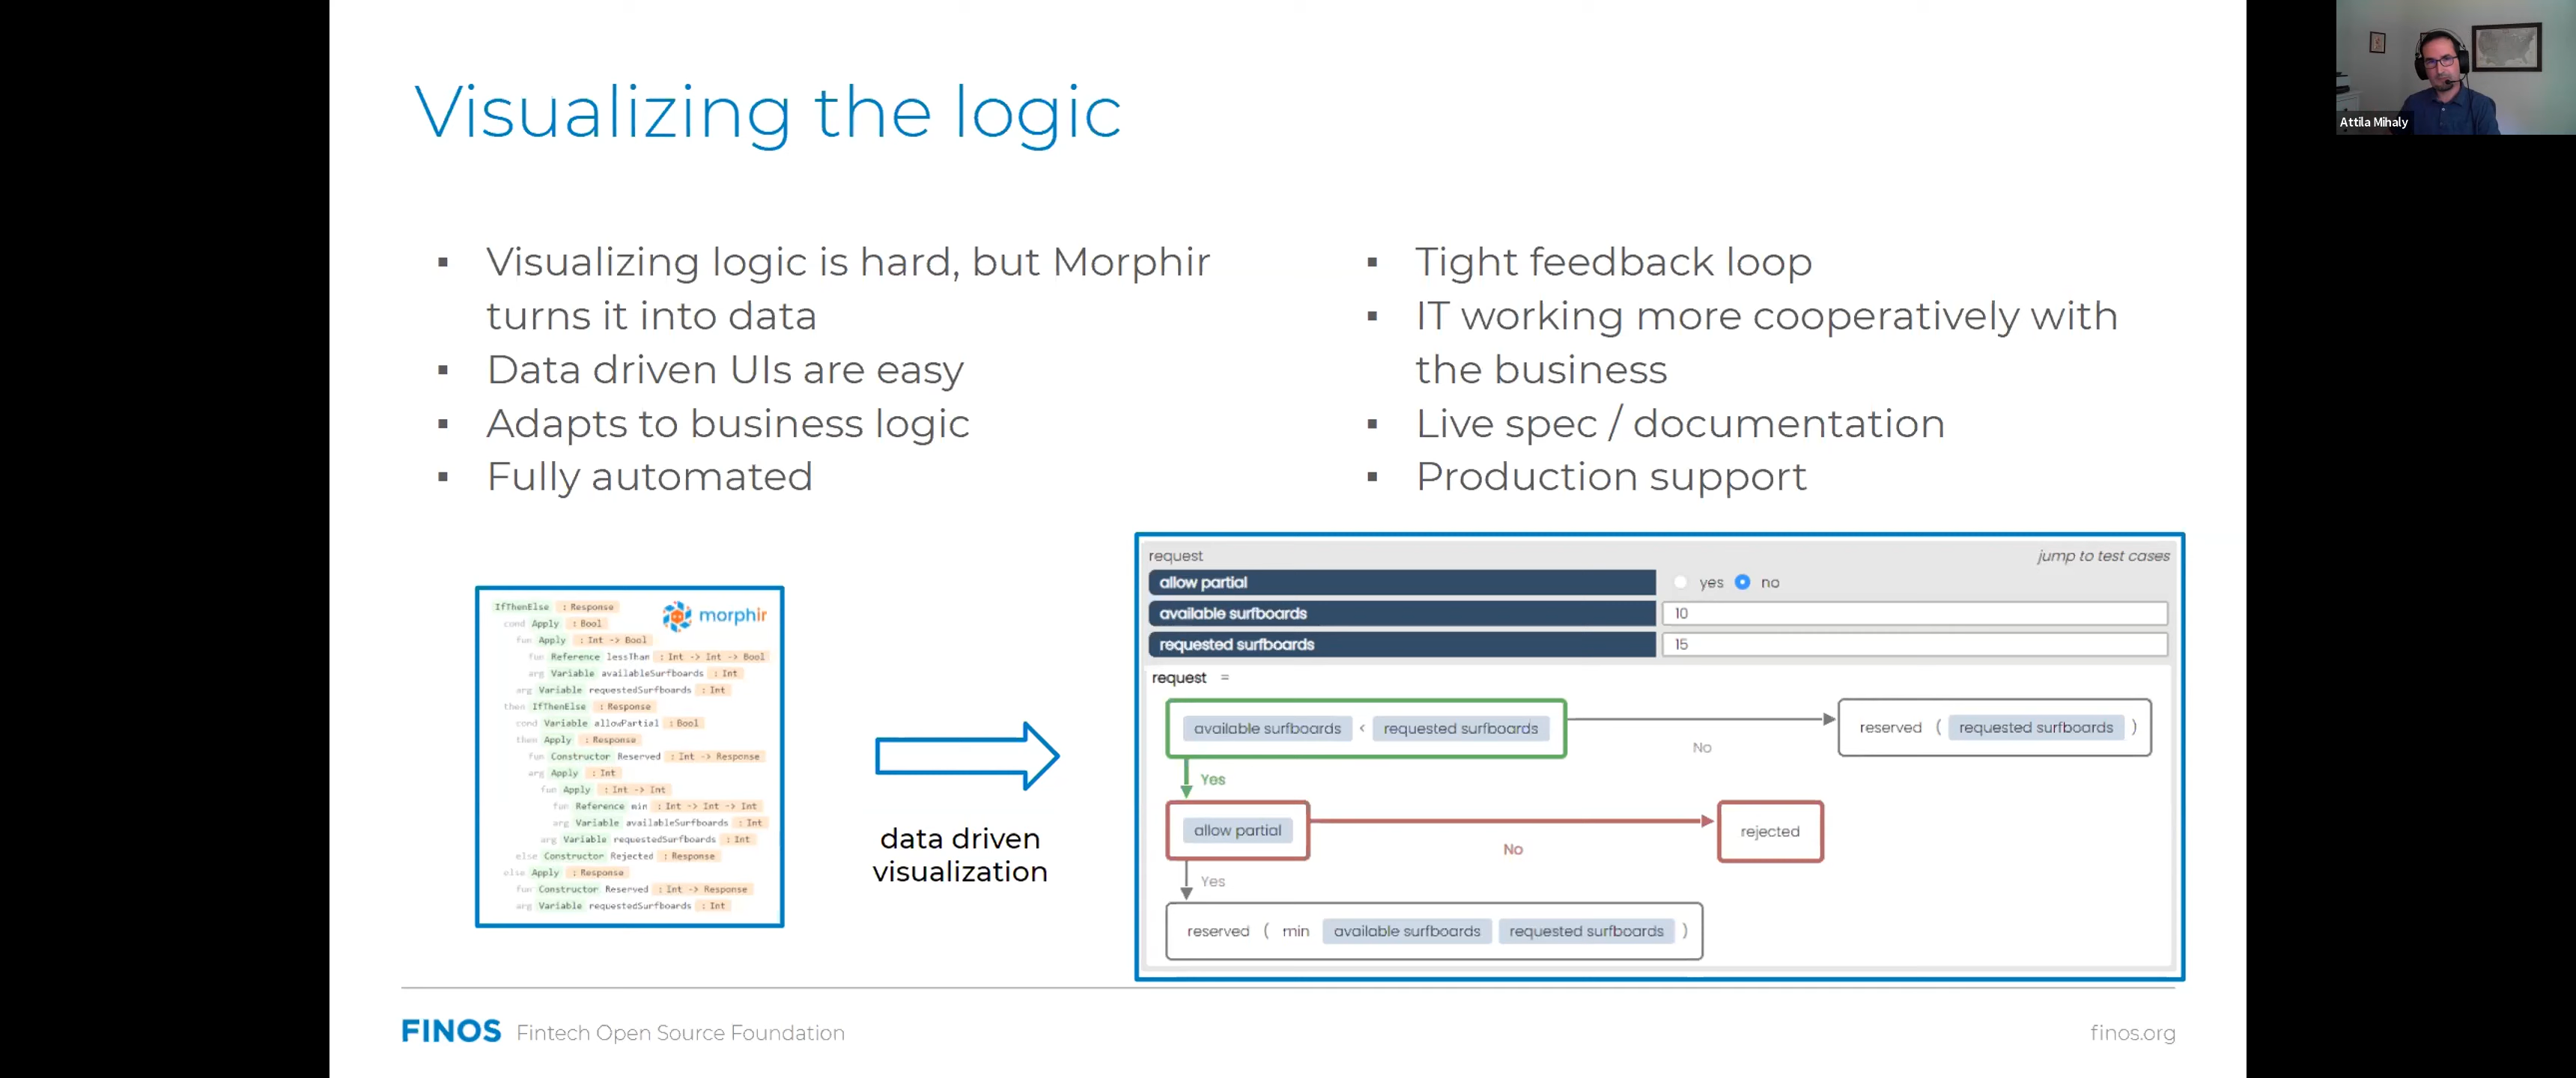 Visualizing the logic
Attila Mihaly
▪ Visualizing logic is hard, but Morphir
turns it into data
▪ Data driven UIs are easy
▪ Adapts to business logic
▪ Fully automated
▪ Tight feedback loop
▪ IT working more cooperatively with
the business
▪ Live spec / documentation
▪ Production support
morphir
IfThenElse : Response
cond Apply : Bool
fun Apply : Int -> Bool
fun Reference lessThan : Int -> Int -> Bool
arg Variable availableSurfboards : Int
arg Variable requestedSurfboards : Int
then IfThenElse : Response
cond Variable allowPartial : Bool
then Apply : Response
fun Constructor Reserved : Int -> Response
arg Apply : Int
fun Apply : Int -> Int
fun Reference min : Int -> Int -> Int
arg Variable availableSurfboards : Int
arg Variable requestedSurfboards : Int
else Constructor Rejected : Response
else Apply : Response
fun Constructor Reserved : Int -> Response
arg Variable requestedSurfboards : Int
data driven
visualization
request jump to test cases
allow partial yes no
available surfboards 10
requested surfboards 15
request =
available surfboards < requested surfboards No reserved ( requested surfboards )
Yes
allow partial No rejected
Yes
reserved ( min available surfboards requested surfboards )
FINOS Fintech Open Source Foundation
finos.org